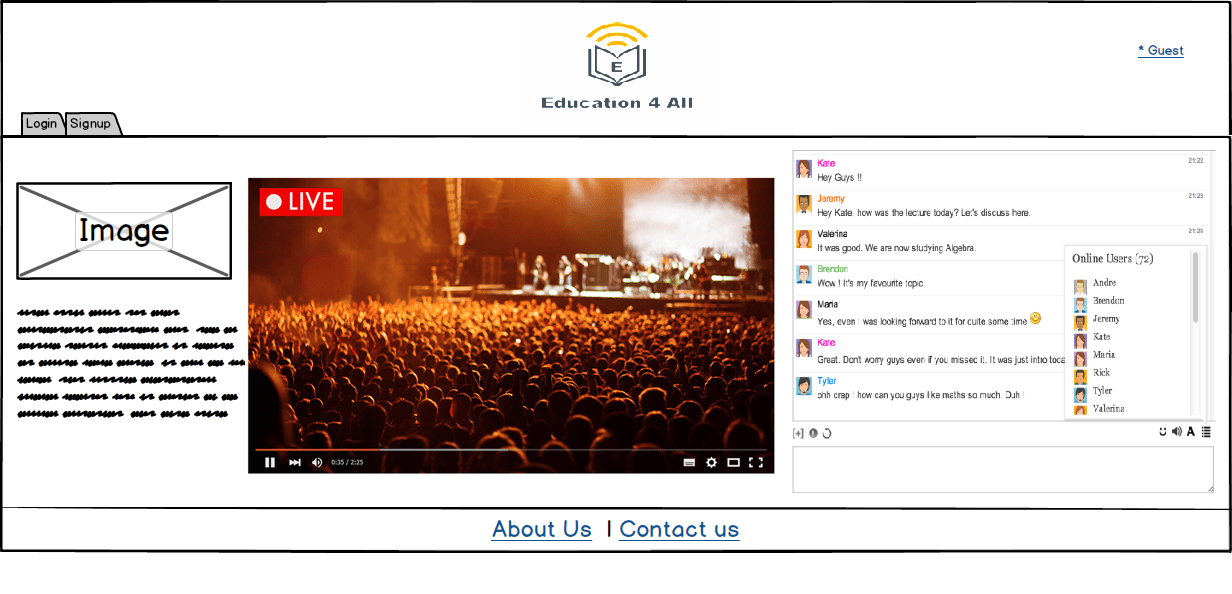 E
Education 4 All
* Guest
Login
Signup
Image
LIVE
0:35 / 2:25
Kate 21:22
Hey Guys !!
Jeremy 21:23
Hey Kate how was the lecture today? Let's discuss here.
Valerina 21:23
It was good. We are now studying Algebra.
Brendon
Wow ! It's my favourite topic.
Maria
Yes, even I was looking forward to it for quite some time
Kate
Great. Don't worry guys even if you missed it. It was just intro toda
Tyler
ohh crap ! how can you guys like maths so much. Duh !
Online Users (72)
Andre
Brendon
Jeremy
Kate
Maria
Rick
Tyler
Valerina
[+]
A
About Us | Contact us